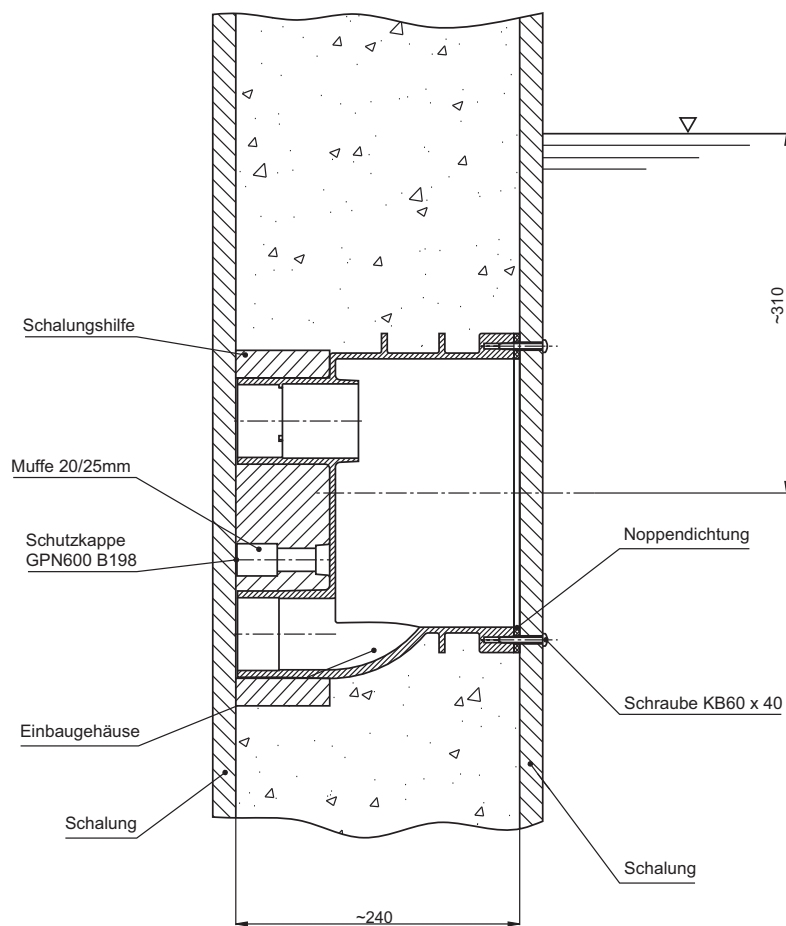 ~310
Schalungshilfe
Muffe 20/25mm
Schutzkappe
GPN600 B198
Noppendichtung
Schraube KB60 x 40
Einbaugehäuse
Schalung
Schalung
~240